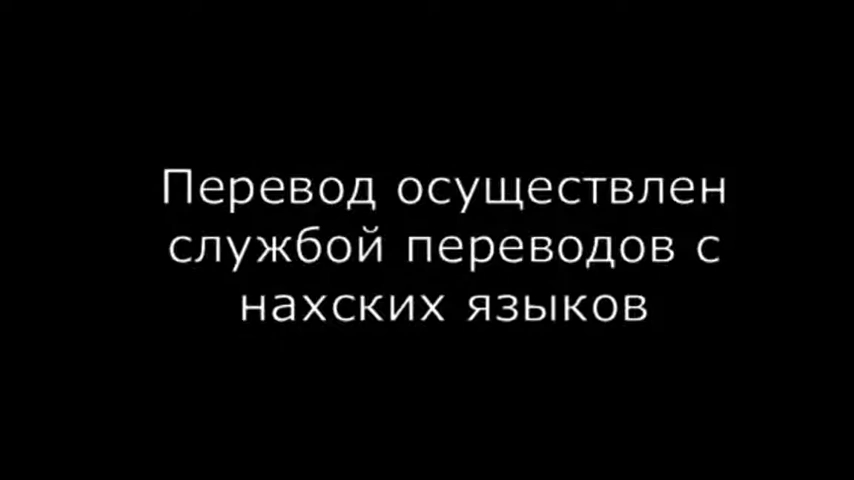 Перевод осуществлен
службой переводов с
нахских языков